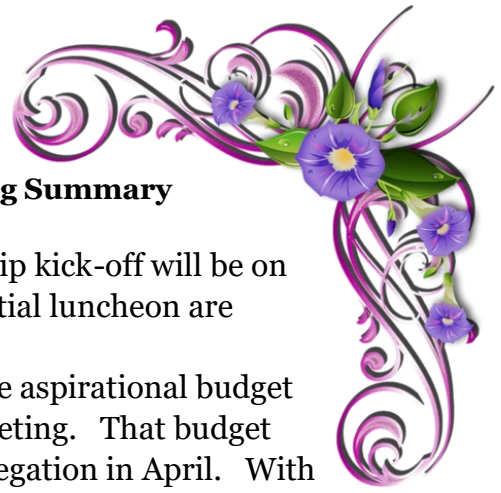 g Summary
ip kick-off will be on
tial luncheon are
e aspirational budget
eting. That budget
egation in April. With